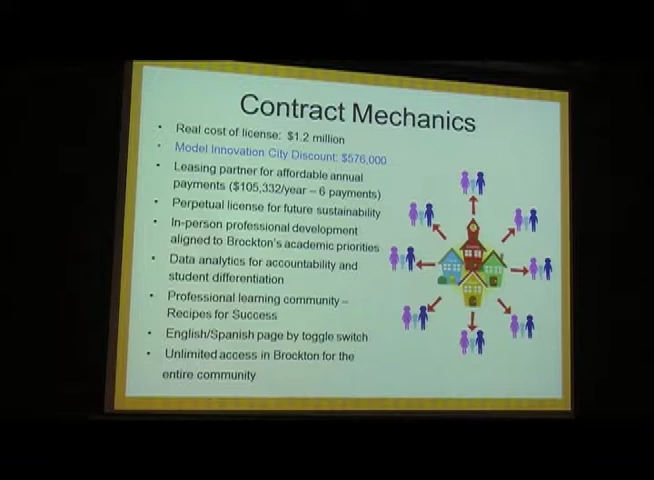 Contract Mechanics
• Real cost of license: $1.2 million
• Model Innovation City Discount: $576,000
• Leasing partner for affordable annual
payments ($105,332/year – 6 payments)
• Perpetual license for future sustainability
• In-person professional development
aligned to Brockton's academic priorities
• Data analytics for accountability and
student differentiation
• Professional learning community –
Recipes for Success
• English/Spanish page by toggle switch
• Unlimited access in Brockton for the
entire community